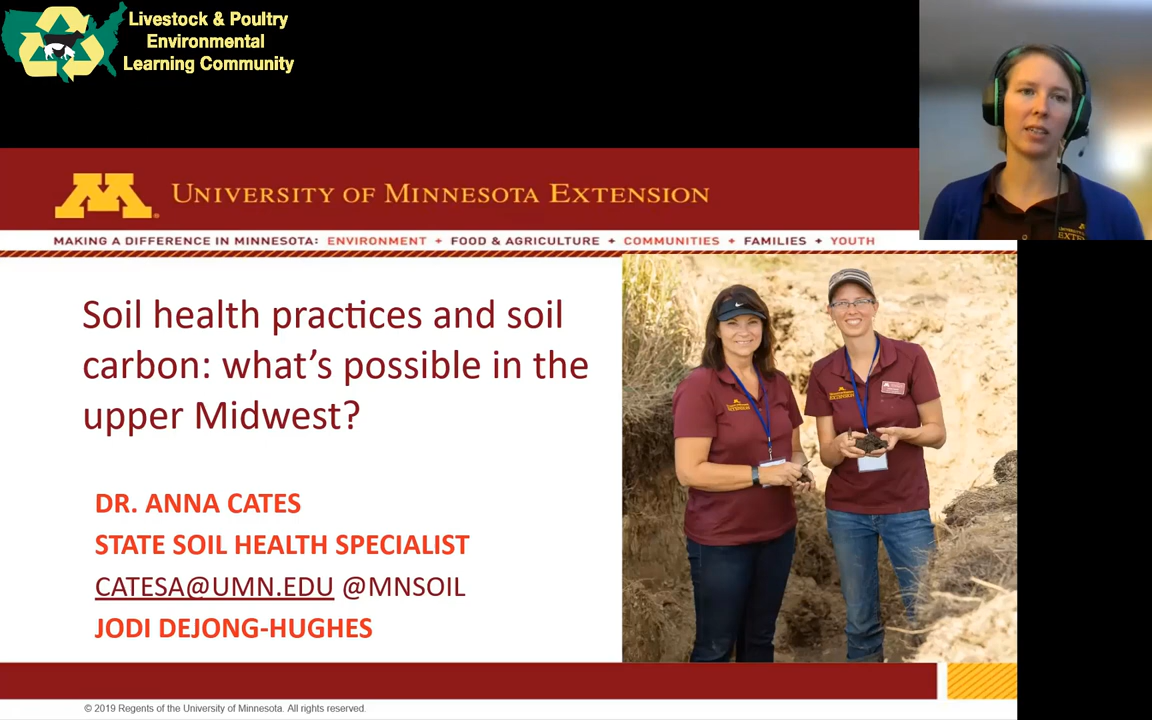 Livestock & Poultry
Environmental
Learning Community
M
UNIVERSITY OF MINNESOTA EXTENSION
MAKING A DIFFERENCE IN MINNESOTA: ENVIRONMENT + FOOD & AGRICULTURE + COMMUNITIES + FAMILIES + YOUTH
Soil health practices and soil
carbon: what's possible in the
upper Midwest?
DR. ANNA CATES
STATE SOIL HEALTH SPECIALIST
CATESA@UMN.EDU @MNSOIL
JODI DEJONG-HUGHES
© 2019 Regents of the University of Minnesota. All rights reserved.